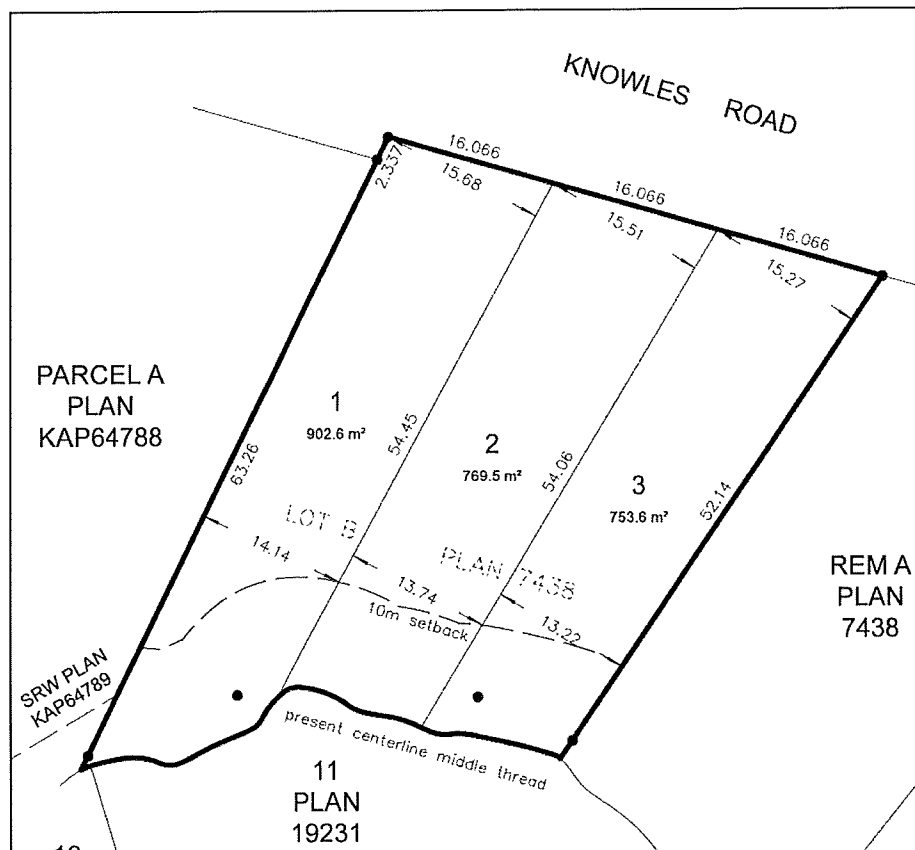 KNOWLES ROAD
16.066
2.337
15.68
16.066
15.51
16.066
15.27
PARCEL A
PLAN
KAP64788
1
902.6 m²
54.45
2
769.5 m²
54.06
3
753.6 m²
63.26
52.14
LOT B
14.14
PLAN 7438
13.74
10m setback
13.22
REM A
PLAN
7438
SRW PLAN
KAP64789
present centerline middle thread
11
PLAN
19231